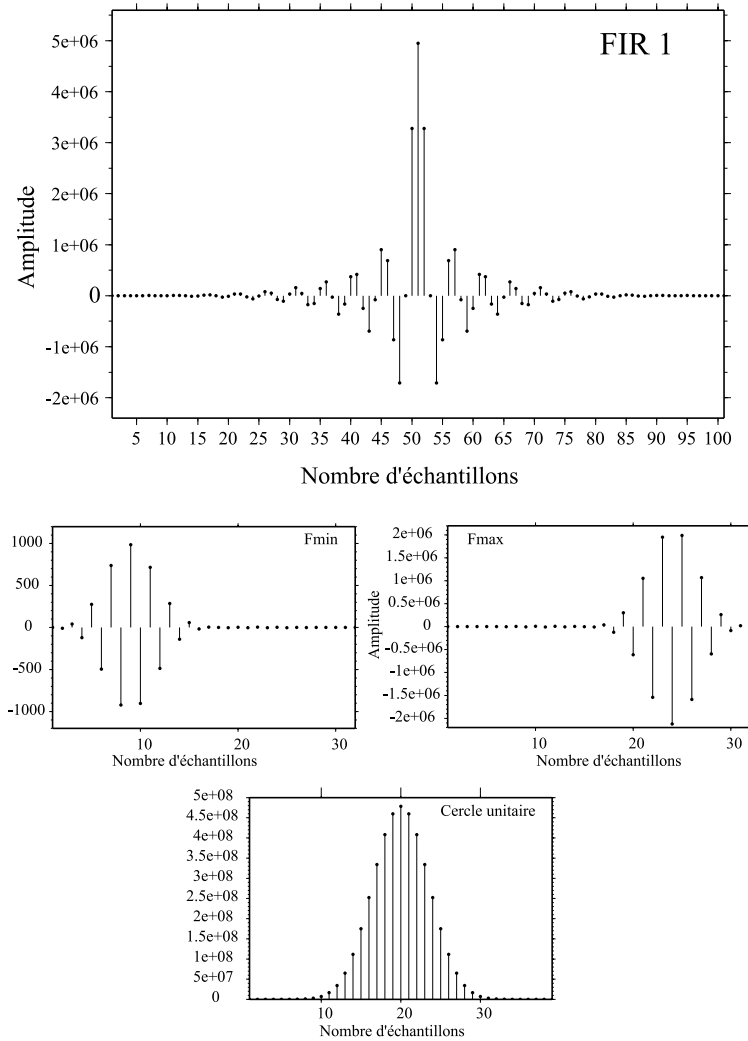 FIR 1
5e+06
4e+06
3e+06
2e+06
1e+06
0
-1e+06
-2e+06
Amplitude
5 10 15 20 25 30 35 40 45 50 55 60 65 70 75 80 85 90 95 100
Nombre d'échantillons
Fmin
1000
500
0
-500
-1000
10 20 30
Nombre d'échantillons
Fmax
2e+06
1.5e+06
1e+06
0.5e+06
0
-0.5e+06
-1e+06
-1.5e+06
-2e+06
Amplitude
10 20 30
Nombre d'échantillons
Cercle unitaire
5e+08
4.5e+08
4e+08
3.5e+08
3e+08
2.5e+08
2e+08
1.5e+08
1e+08
5e+07
0
10 20 30
Nombre d'échantillons